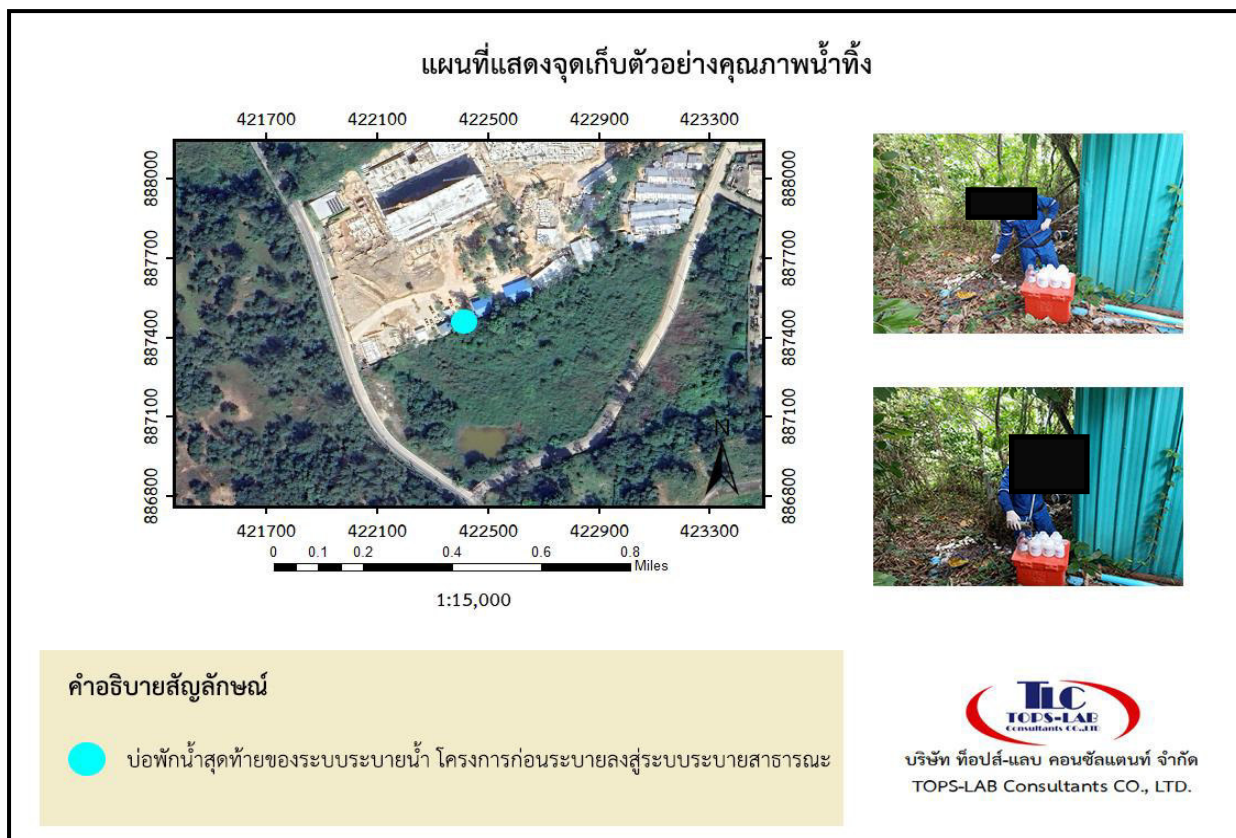 แผนที่แสดงจุดเก็บตัวอย่างคุณภาพน้ำทิ้ง
421700 422100 422500 422900 423300
888000 888000
887700 887700
887400 887400
887100 887100
886800 886800
N
421700 422100 422500 422900 423300
0 0.1 0.2 0.4 0.6 0.8
Miles
1:15,000
คำอธิบายสัญลักษณ์
บ่อพักน้ำสุดท้ายของระบบระบายน้ำ โครงการก่อนระบายลงสู่ระบบระบายสาธารณะ
TLC
TOPS-LAB
Consultants CO.,LTD
บริษัท ท็อปส์-แลบ คอนซัลแตนท์ จำกัด
TOPS-LAB Consultants CO., LTD.